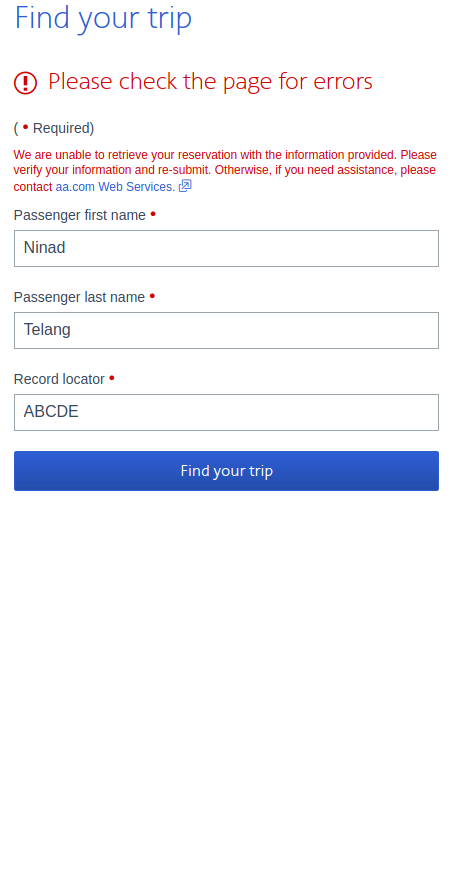 Find your trip
Please check the page for errors
( • Required)
We are unable to retrieve your reservation with the information provided. Please
verify your information and re-submit. Otherwise, if you need assistance, please
contact aa.com Web Services.
Passenger first name •
Ninad
Passenger last name •
Telang
Record locator •
ABCDE
Find your trip